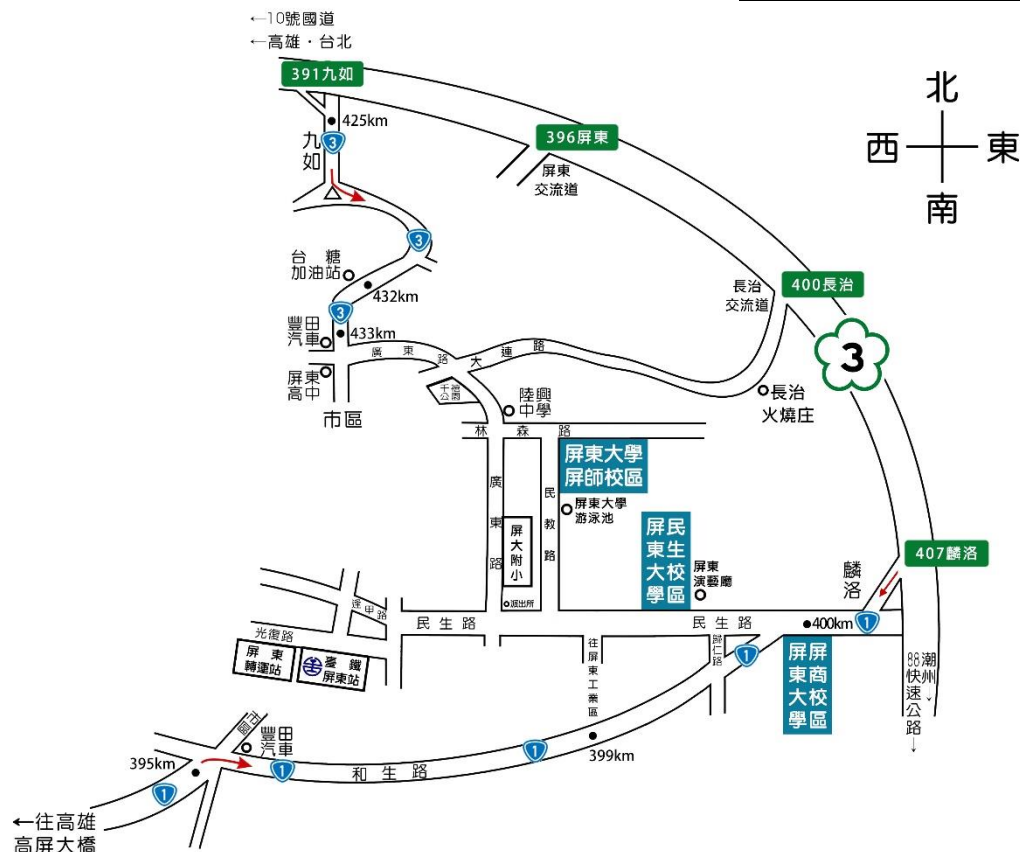 ←10號國道
←高雄．台北
391九如
425km
3
九如
396屏東
屏東
交流道
北
西
東
南
3
台糖
加油站
432km
3
433km
豐田
汽車
屏東
高中
市區
廣東路
大連路
千禧
公園
陸興
中學
長治
交流道
400長治
3
長治
火燒庄
林森路
屏東大學
屏師校區
廣東路
民教路
屏大附小
屏東大學
游泳池
屏東大學
民生校區
屏東
演藝廳
派出所
407麟洛
麟洛
民生路
民生路
400km
1
逢甲路
光復路
屏東
轉運站
臺鐵
屏東站
往屏東工業區
歸仁路
1
屏東大學
屏商校區
潮州↓
88快速公路↓
市區
豐田
汽車
395km
1
和生路
1
399km
1
←往高雄
高屏大橋